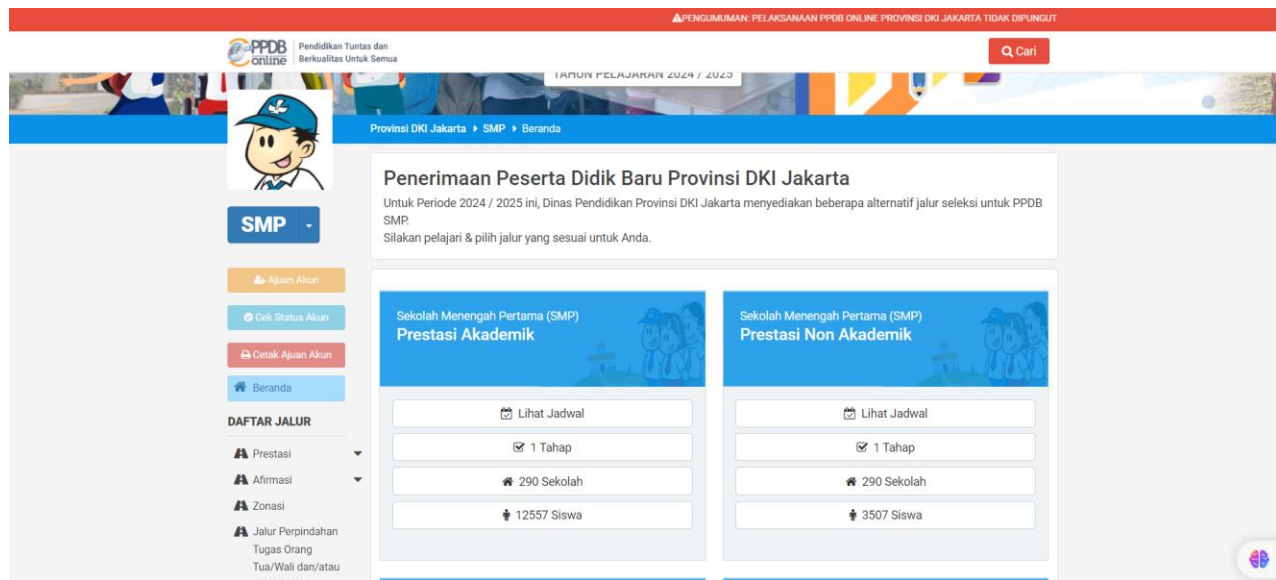 PENGUMUMAN: PELAKSANAAN PPDB ONLINE PROVINSI DKI JAKARTA TIDAK DIPUNGUT
PPDB
online
Pendidikan Tuntas dan
Berkualitas Untuk Semua
Cari
TAHUN PELAJARAN 2024 / 2025
Provinsi DKI Jakarta
SMP
Beranda
SMP
Ajuan Akun
Cek Status Akun
Cetak Ajuan Akun
Beranda
DAFTAR JALUR
Prestasi
Afirmasi
Zonasi
Jalur Perpindahan
Tugas Orang
Tua/Wali dan/atau
Penerimaan Peserta Didik Baru Provinsi DKI Jakarta
Untuk Periode 2024 / 2025 ini, Dinas Pendidikan Provinsi DKI Jakarta menyediakan beberapa alternatif jalur seleksi untuk PPDB
SMP.
Silakan pelajari & pilih jalur yang sesuai untuk Anda.
Sekolah Menengah Pertama (SMP)
Prestasi Akademik
Lihat Jadwal
1 Tahap
290 Sekolah
12557 Siswa
Sekolah Menengah Pertama (SMP)
Prestasi Non Akademik
Lihat Jadwal
1 Tahap
290 Sekolah
3507 Siswa